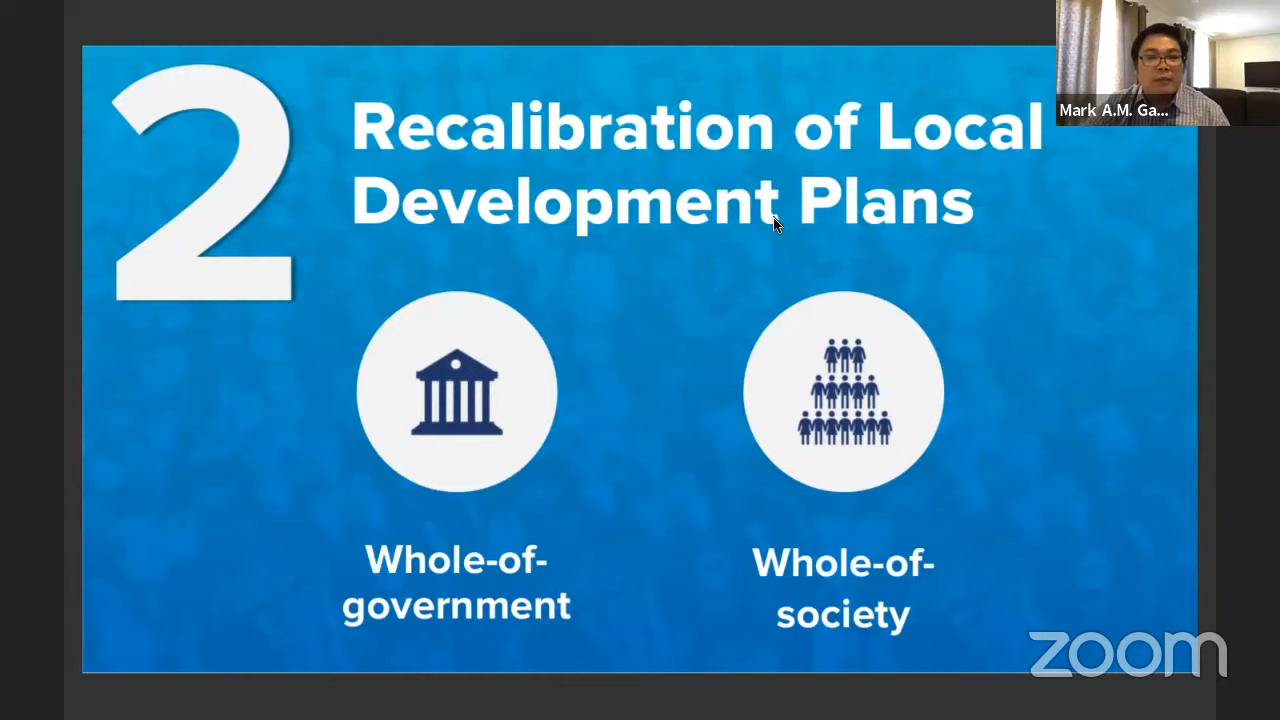 2
Recalibration of Local
Development Plans
Whole-of-
government
Whole-of-
society
Mark A.M. Ga...
zoom